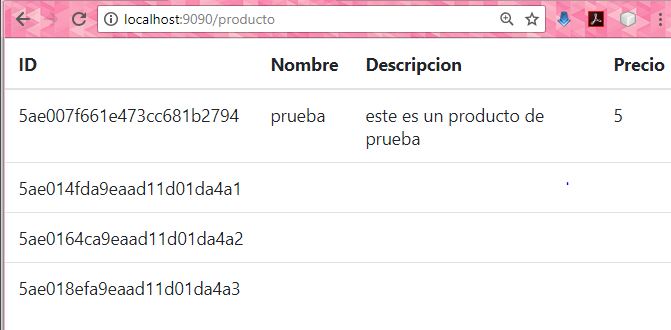 localhost:9090/producto
ID Nombre Descripcion Precio
5ae007f661e473cc681b2794 prueba este es un producto de 5
prueba
5ae014fda9eaad11d01da4a1
5ae0164ca9eaad11d01da4a2
5ae018efa9eaad11d01da4a3